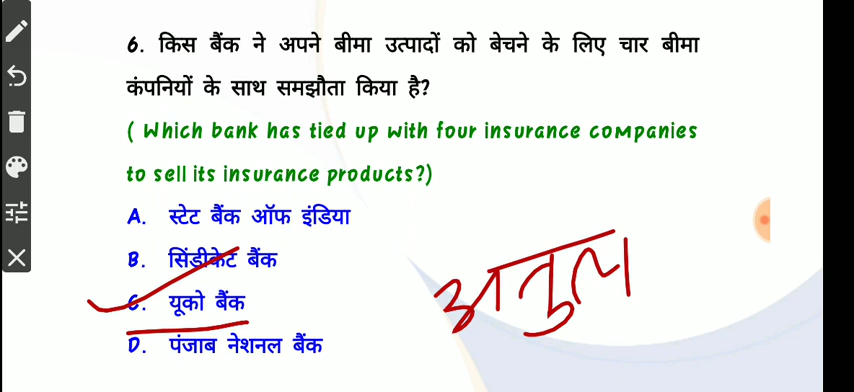 6. किस बैंक ने अपने बीमा उत्पादों को बेचने के लिए चार बीमा
कंपनियों के साथ समझौता किया है?
( Which bank has tied up with four insurance companies
to sell its insurance products?)
A. स्टेट बैंक ऑफ इंडिया
B. सिंडीकेट बैंक
C. यूको बैंक
D. पंजाब नेशनल बैंक